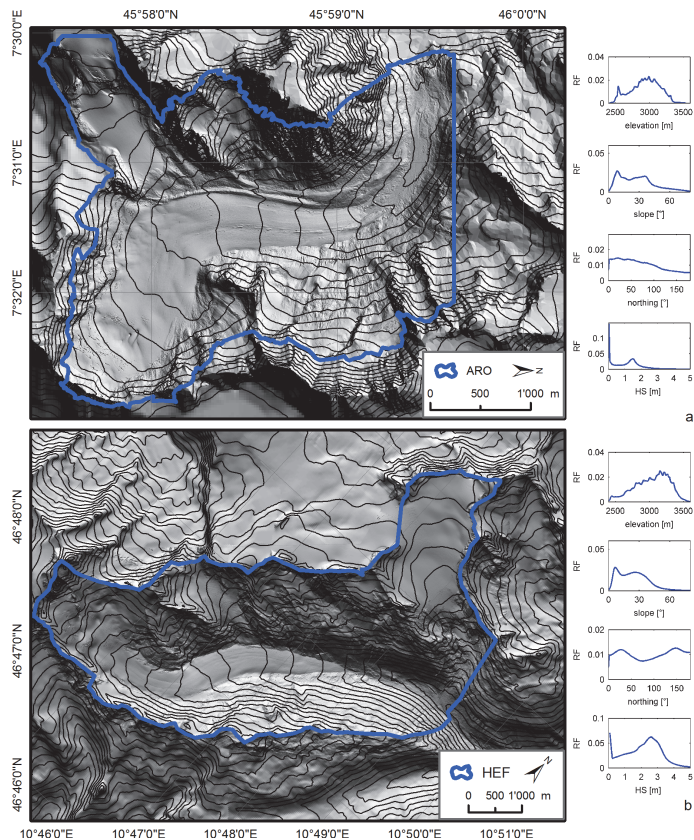 45°58'0"N 45°59'0"N 46°0'0"N
7°30'0"E
7°31'0"E
7°32'0"E
ARO N
0 500 1'000 m
RF
0.04
0.02
0
2500 3000 3500
elevation [m]
RF
0.05
0
0 30 60
slope [°]
RF
0.03
0.02
0.01
0
0 50 100 150
northing [°]
RF
0.1
0.05
0
0 1 2 3 4 5
HS [m]
a
46°48'0"N
46°47'0"N
46°46'0"N
HEF N
0 500 1'000 m
10°46'0"E 10°47'0"E 10°48'0"E 10°49'0"E 10°50'0"E 10°51'0"E
RF
0.04
0.02
0
2500 3000 3500
elevation [m]
RF
0.05
0
0 30 60
slope [°]
RF
0.02
0.01
0
0 50 100 150
northing [°]
RF
0.1
0.05
0
0 1 2 3 4 5
HS [m]
b